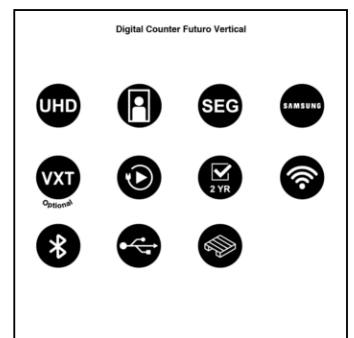 Digital Counter Futuro Vertical
UHD
SEG
SAMSUNG
VXT
Optional
2 YR